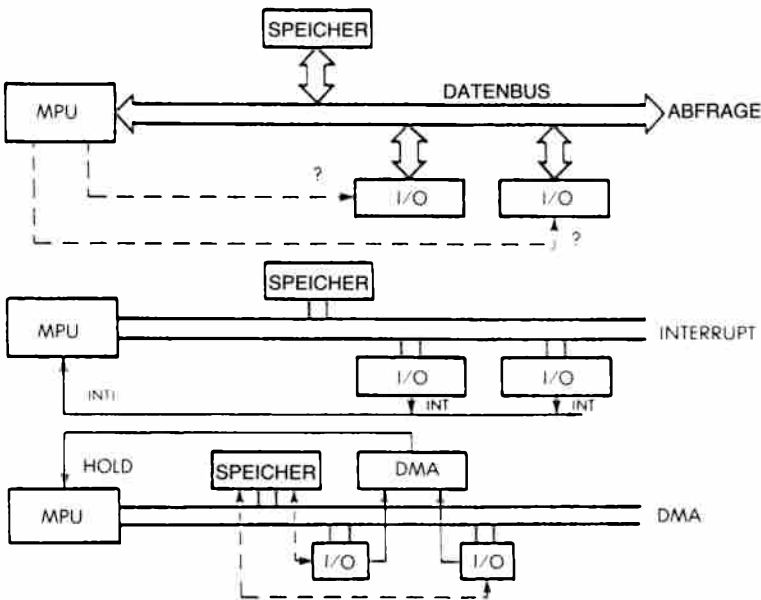 SPEICHER
DATENBUS
MPU
ABFRAGE
?
I/O
I/O
?
SPEICHER
MPU
INTERRUPT
I/O
I/O
INT
INT
INT
HOLD
SPEICHER
DMA
MPU
DMA
I/O
I/O